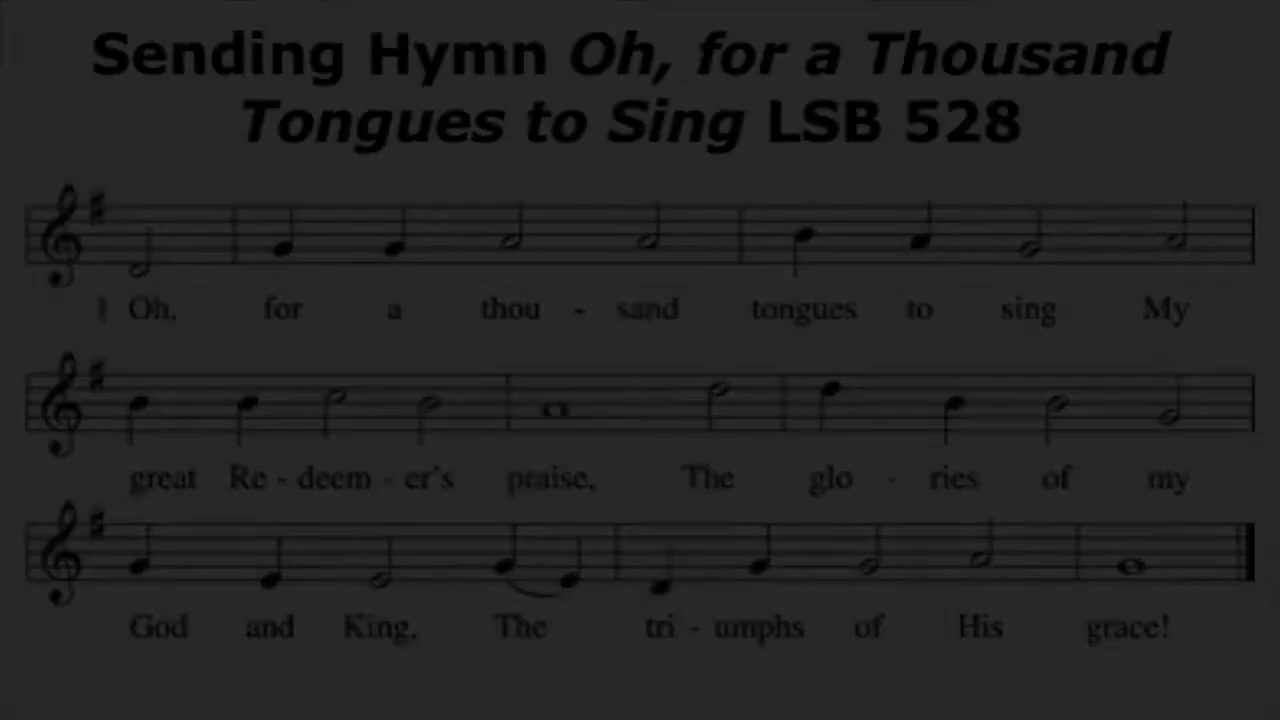 Sending Hymn Oh, for a Thousand
Tongues to Sing LSB 528
1 Oh, for a thou - sand tongues to sing My
great Re - deem - er's praise, The glo - ries of my
God and King, The tri - umphs of His grace!